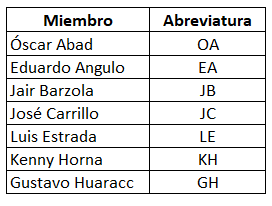 Miembro Abreviatura
Óscar Abad OA
Eduardo Angulo EA
Jair Barzola JB
José Carrillo JC
Luis Estrada LE
Kenny Horna KH
Gustavo Huaracc GH